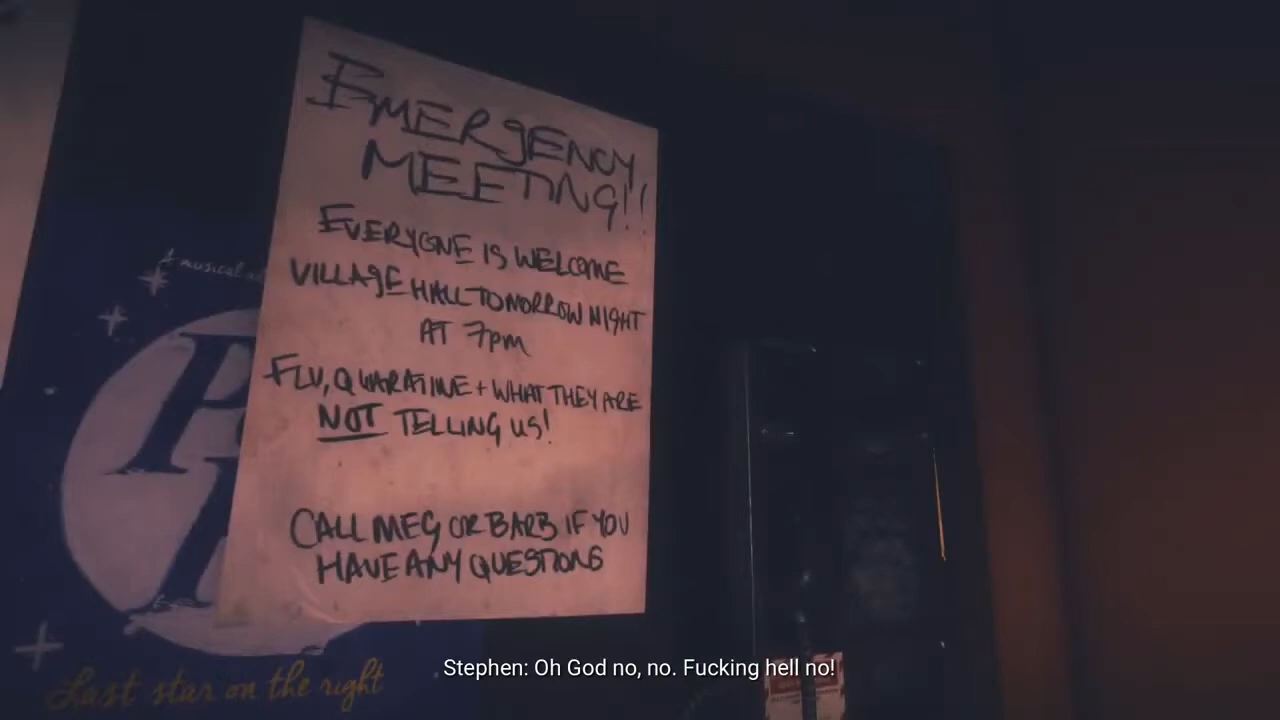 EMERGENCY
MEETING!!
EVERYONE IS WELCOME
VILLAGE HALL TOMORROW NIGHT
AT 7pm
FLU, QUARATINE + WHAT THEY ARE
NOT TELLING US!
CALL MEG OR BARB IF YOU
HAVE ANY QUESTIONS
A musical
P
Last star on the right
Stephen: Oh God no, no. Fucking hell no!